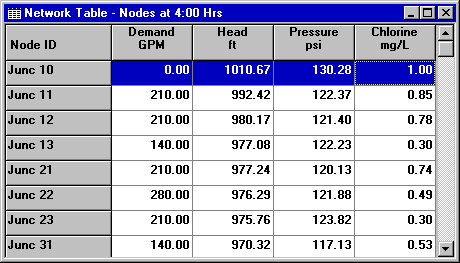 Network Table - Nodes at 4:00 Hrs
Node ID Demand GPM Head ft Pressure psi Chlorine mg/L
Junc 10 0.00 1010.67 130.28 1.00
Junc 11 210.00 992.42 122.37 0.85
Junc 12 210.00 980.17 121.40 0.78
Junc 13 140.00 977.08 122.23 0.30
Junc 21 210.00 977.24 120.13 0.74
Junc 22 280.00 976.29 121.88 0.49
Junc 23 210.00 975.76 123.82 0.30
Junc 31 140.00 970.32 117.13 0.53